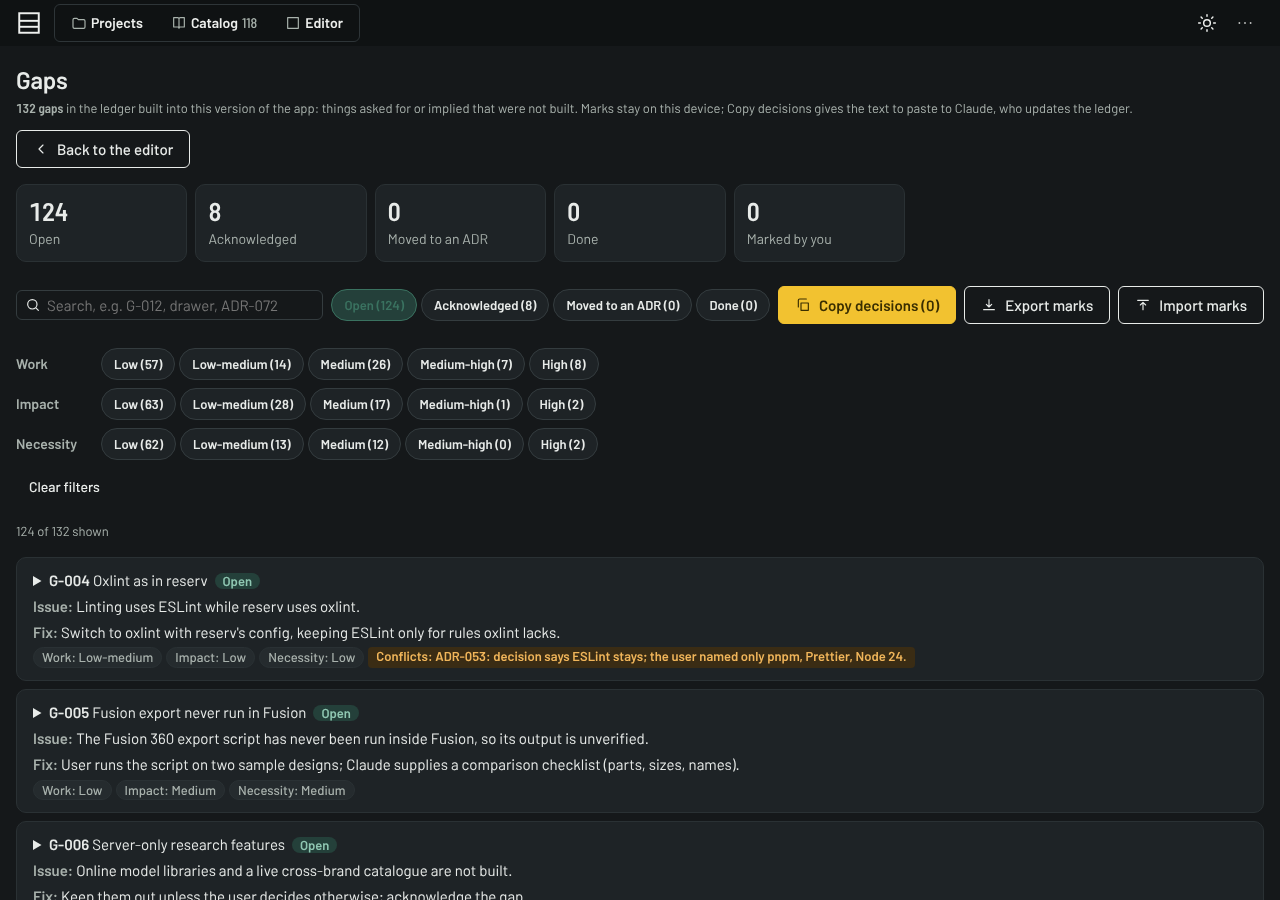 Projects
Catalog 118
Editor
Gaps
132 gaps in the ledger built into this version of the app: things asked for or implied that were not built. Marks stay on this device; Copy decisions gives the text to paste to Claude, who updates the ledger.
Back to the editor
124
Open
8
Acknowledged
0
Moved to an ADR
0
Done
0
Marked by you
Search, e.g. G-012, drawer, ADR-072
Open (124)
Acknowledged (8)
Moved to an ADR (0)
Done (0)
Copy decisions (0)
Export marks
Import marks
Work Low (57) Low-medium (14) Medium (26) Medium-high (7) High (8)
Impact Low (63) Low-medium (28) Medium (17) Medium-high (1) High (2)
Necessity Low (62) Low-medium (13) Medium (12) Medium-high (0) High (2)
Clear filters
124 of 132 shown
G-004 Oxlint as in reserv Open
Issue: Linting uses ESLint while reserv uses oxlint.
Fix: Switch to oxlint with reserv's config, keeping ESLint only for rules oxlint lacks.
Work: Low-medium Impact: Low Necessity: Low Conflicts: ADR-053: decision says ESLint stays; the user named only pnpm, Prettier, Node 24.
G-005 Fusion export never run in Fusion Open
Issue: The Fusion 360 export script has never been run inside Fusion, so its output is unverified.
Fix: User runs the script on two sample designs; Claude supplies a comparison checklist (parts, sizes, names).
Work: Low Impact: Medium Necessity: Medium
G-006 Server-only research features Open
Issue: Online model libraries and a live cross-brand catalogue are not built.
Fix: Keep them out unless the user decides otherwise; acknowledge the gap.